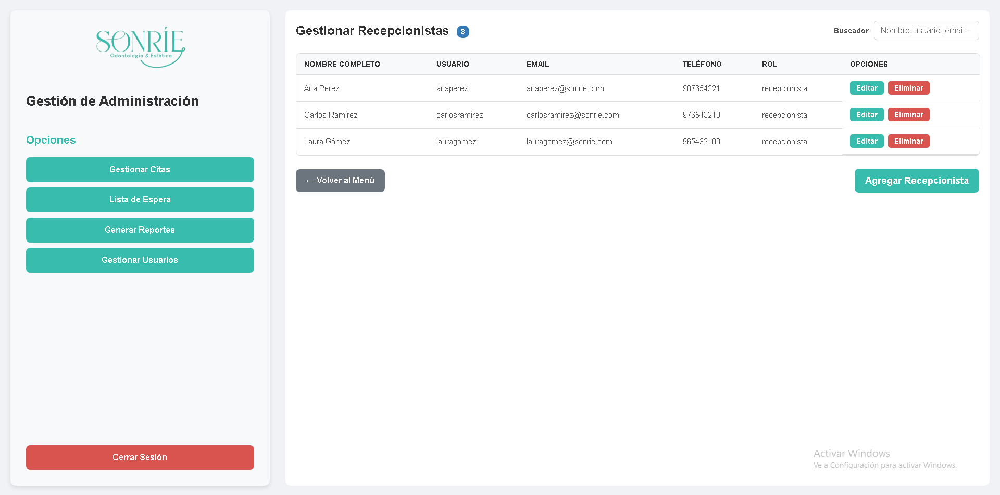 SONRÍE
Odontología & Estética
Gestión de Administración
Opciones
Gestionar Citas
Lista de Espera
Generar Reportes
Gestionar Usuarios
Cerrar Sesión
Gestionar Recepcionistas 3
Buscador Nombre, usuario, email...
NOMBRE COMPLETO USUARIO EMAIL TELÉFONO ROL OPCIONES
Ana Pérez anaperez anaperez@sonrie.com 987654321 recepcionista Editar Eliminar
Carlos Ramírez carlosramirez carlosramirez@sonrie.com 976543210 recepcionista Editar Eliminar
Laura Gómez lauragomez lauragomez@sonrie.com 965432109 recepcionista Editar Eliminar
← Volver al Menú Agregar Recepcionista
Activar Windows
Ve a Configuración para activar Windows.